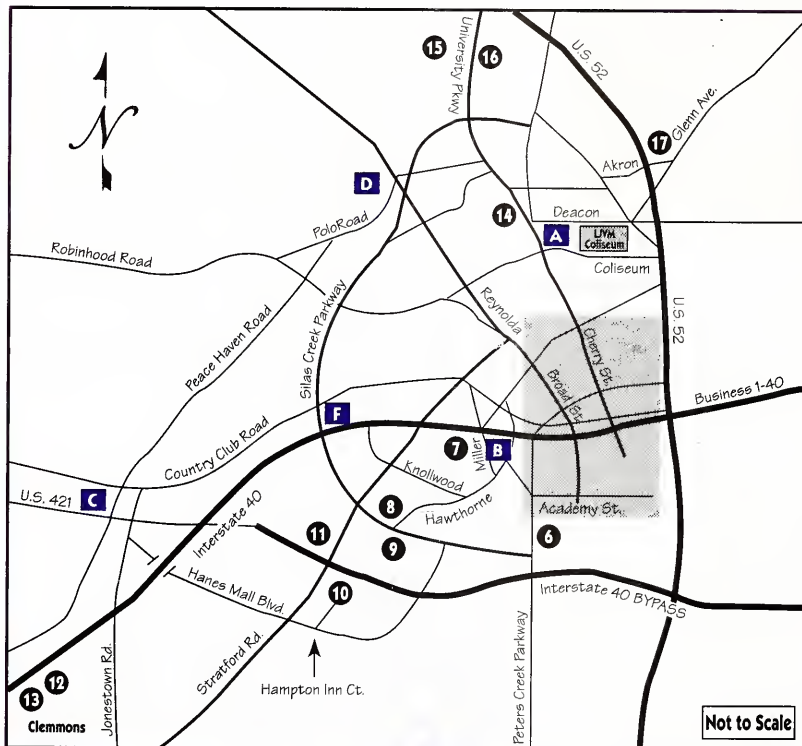 15
16
University Pkwy
U.S. 52
17
Glenn Ave.
N
Akron
D
14
Deacon
Polo Road
A
LJVM
Coliseum
Robinhood Road
Coliseum
Reynolda
Peace Haven Road
Silas Creek Parkway
Cherry St.
U.S. 52
Broad St.
Business 1-40
F
Country Club Road
7
Miller
B
Knollwood
C
U.S. 421
Interstate 40
8
Hawthorne
Academy St.
11
9
6
Hanes Mall Blvd.
10
Interstate 40 BYPASS
Stratford Rd.
Peters Creek Parkway
Jonestown Rd.
Hampton Inn Ct.
12
13
Clemmons
Not to Scale